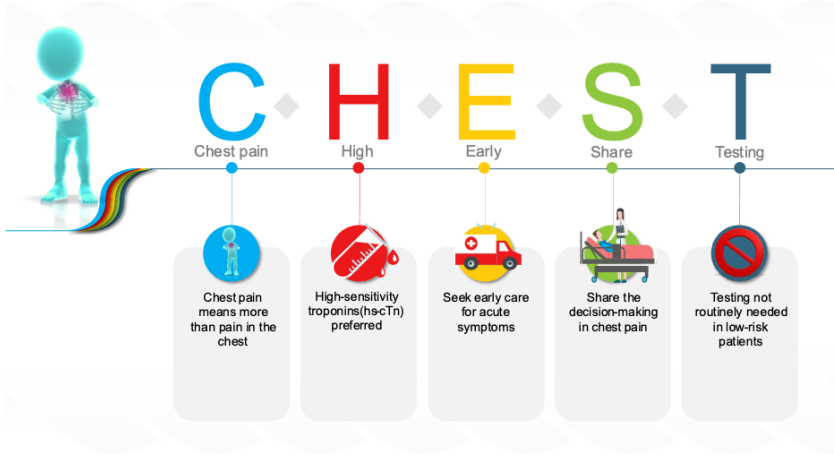 C H E S T
Chest pain High Early Share Testing
Chest pain
means more
than pain in the
chest
High-sensitivity
troponins(hs-cTn)
preferred
Seek early care
for acute
symptoms
Share the
decision-making
in chest pain
Testing not
routinely needed
in low-risk
patients